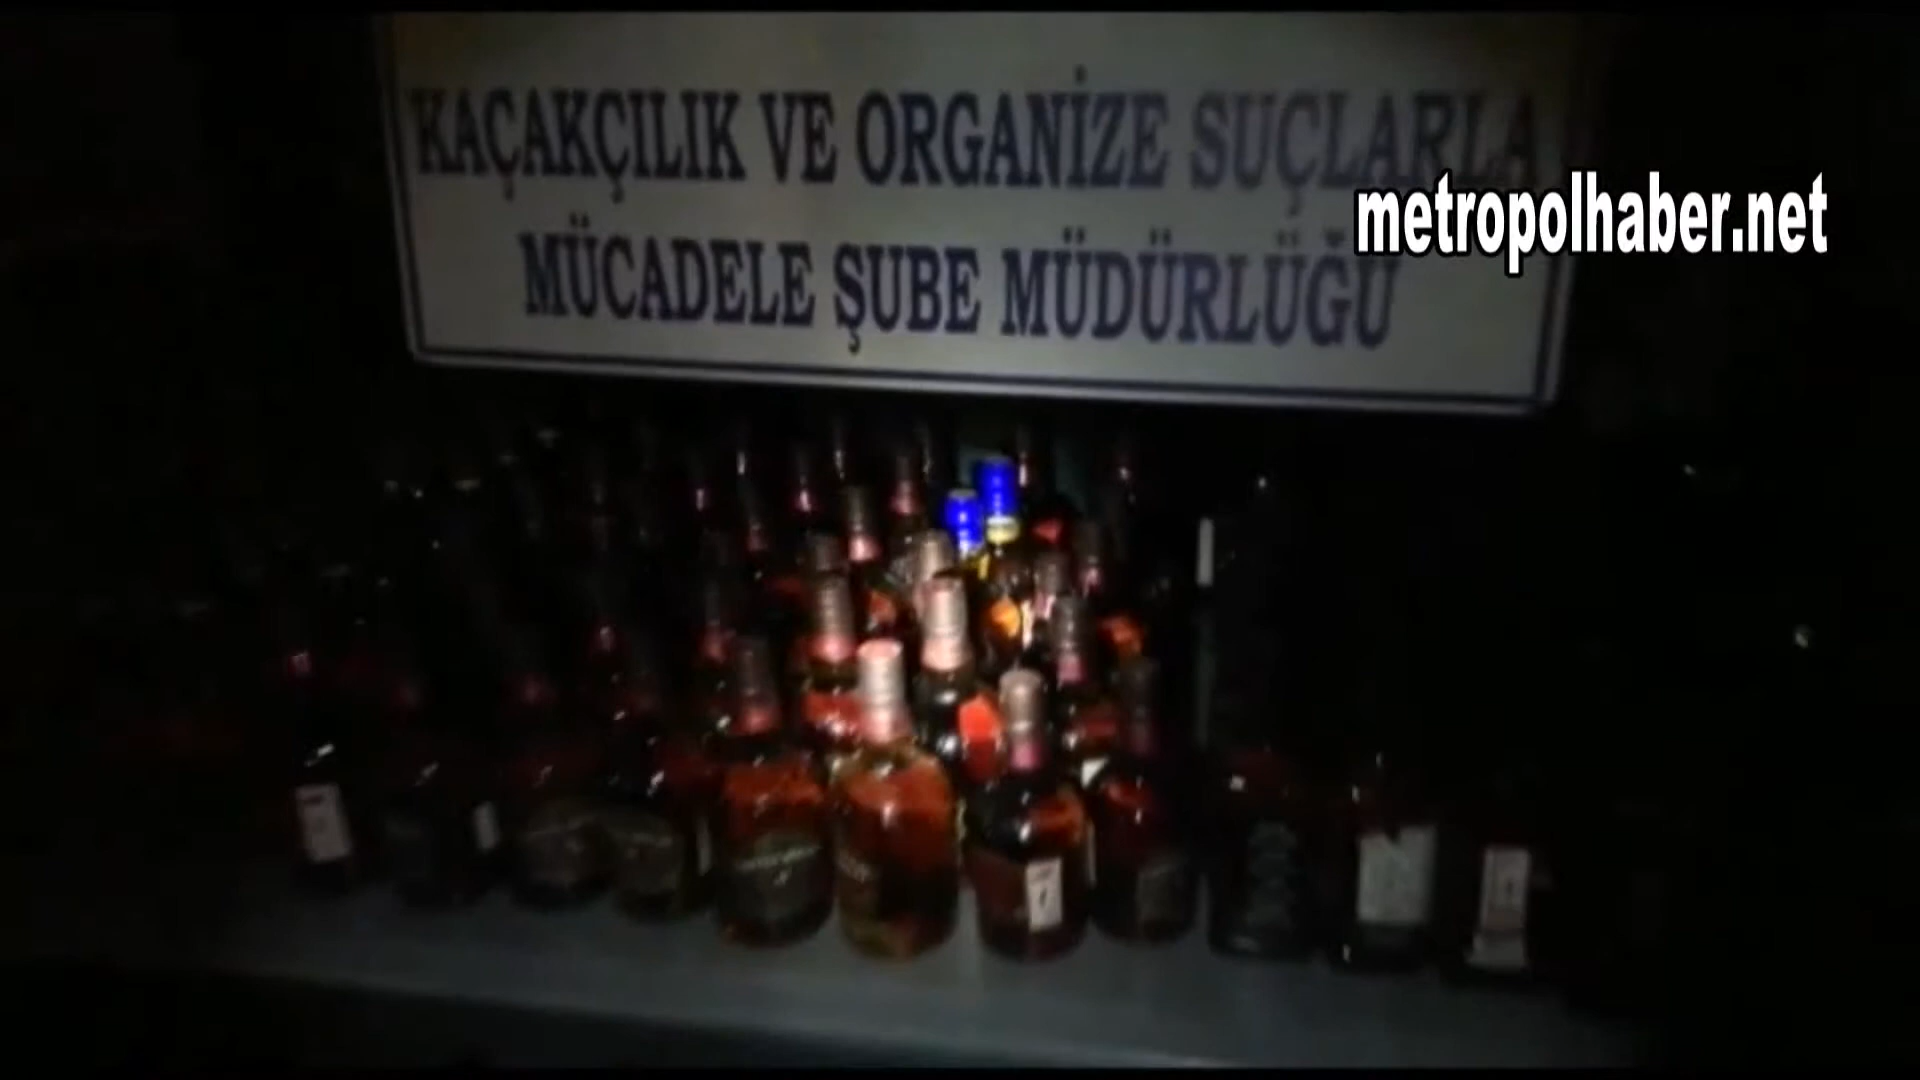 KAÇAKÇILIK VE ORGANİZE SUÇLARLA
MÜCADELE ŞUBE MÜDÜRLÜĞÜ
metropolhaber.net